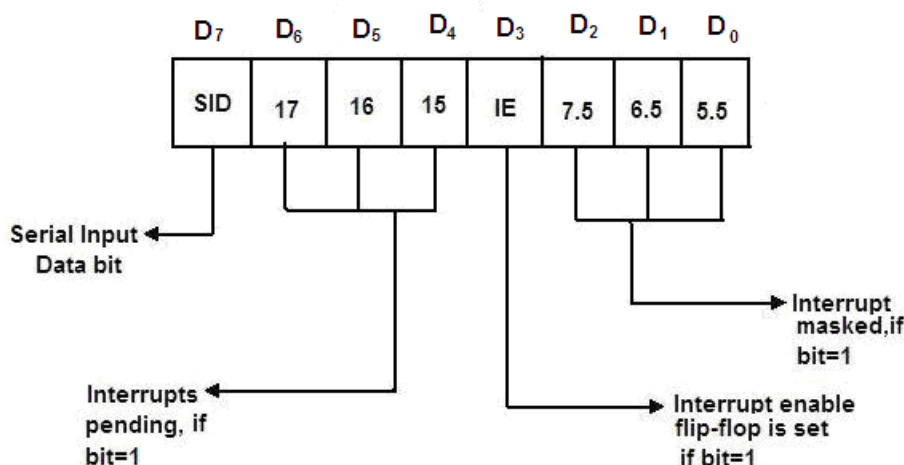 D7 D6 D5 D4 D3 D2 D1 D0
SID 17 16 15 IE 7.5 6.5 5.5
Serial Input
Data bit
Interrupt
masked,if
bit=1
Interrupts
pending, if
bit=1
Interrupt enable
flip-flop is set
if bit=1